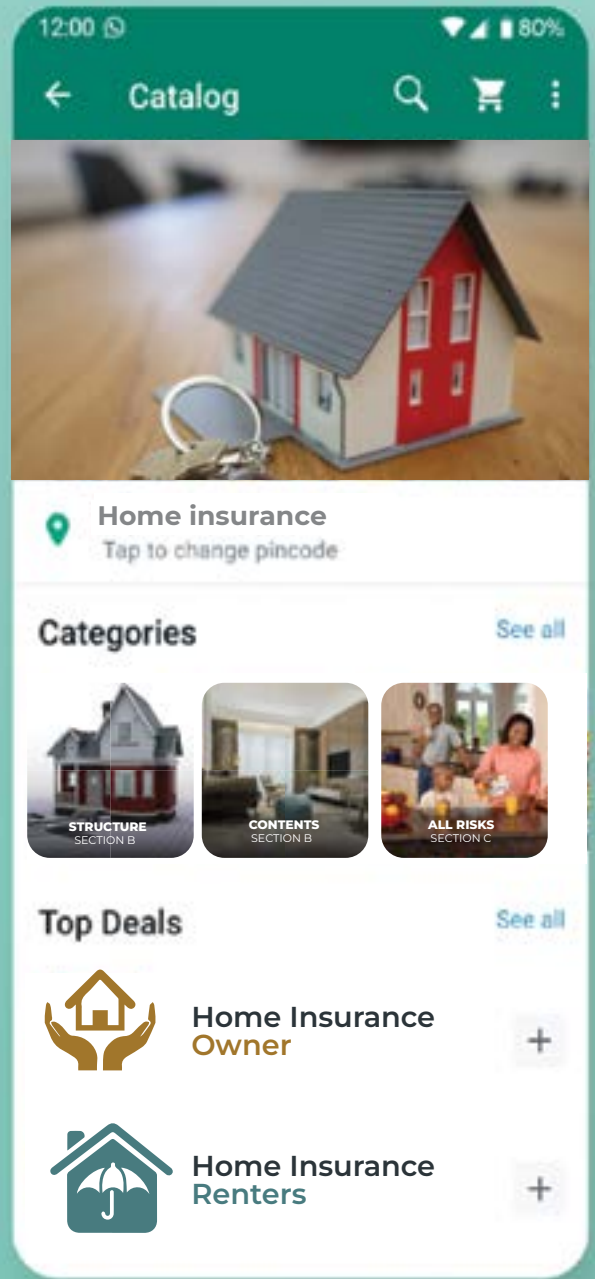 12:00 80%
Catalog
Home insurance
Tap to change pincode
Categories See all
STRUCTURE
SECTION B
CONTENTS
SECTION B
ALL RISKS
SECTION C
Top Deals See all
Home Insurance
Owner
+
Home Insurance
Renters
+